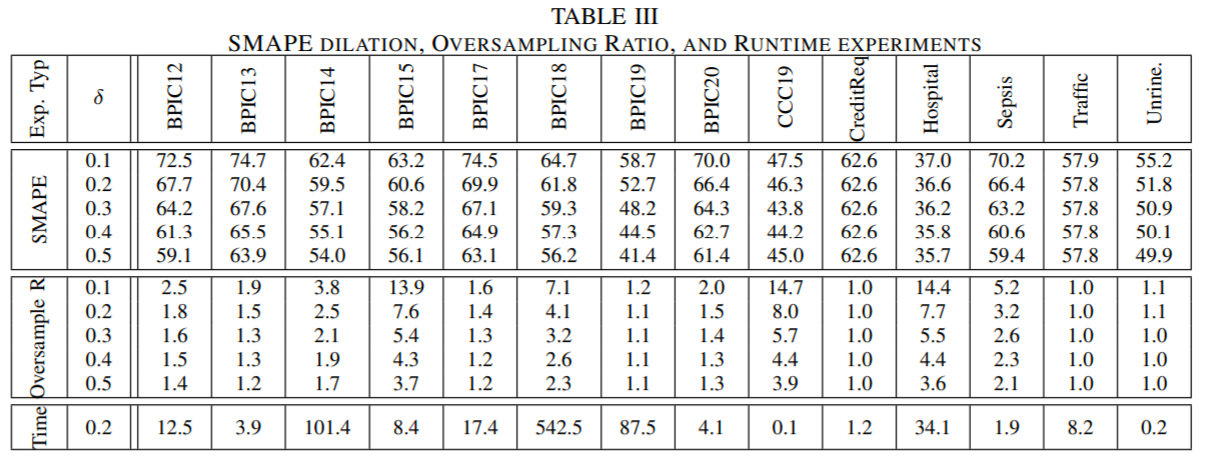 TABLE III
SMAPE DILATION, OVERSAMPLING RATIO, AND RUNTIME EXPERIMENTS
Exp. Typ δ BPIC12 BPIC13 BPIC14 BPIC15 BPIC17 BPIC18 BPIC19 BPIC20 CCC19 CreditReq Hospital Sepsis Traffic Unrine.
SMAPE
0.1 72.5 74.7 62.4 63.2 74.5 64.7 58.7 70.0 47.5 62.6 37.0 70.2 57.9 55.2
0.2 67.7 70.4 59.5 60.6 69.9 61.8 52.7 66.4 46.3 62.6 36.6 66.4 57.8 51.8
0.3 64.2 67.6 57.1 58.2 67.1 59.3 48.2 64.3 43.8 62.6 36.2 63.2 57.8 50.9
0.4 61.3 65.5 55.1 56.2 64.9 57.3 44.5 62.7 44.2 62.6 35.8 60.6 57.8 50.1
0.5 59.1 63.9 54.0 56.1 63.1 56.2 41.4 61.4 45.0 62.6 35.7 59.4 57.8 49.9
Oversample R
0.1 2.5 1.9 3.8 13.9 1.6 7.1 1.2 2.0 14.7 1.0 14.4 5.2 1.0 1.1
0.2 1.8 1.5 2.5 7.6 1.4 4.1 1.1 1.5 8.0 1.0 7.7 3.2 1.0 1.1
0.3 1.6 1.3 2.1 5.4 1.3 3.2 1.1 1.4 5.7 1.0 5.5 2.6 1.0 1.0
0.4 1.5 1.3 1.9 4.3 1.2 2.6 1.1 1.3 4.4 1.0 4.4 2.3 1.0 1.0
0.5 1.4 1.2 1.7 3.7 1.2 2.3 1.1 1.3 3.9 1.0 3.6 2.1 1.0 1.0
Time 0.2 12.5 3.9 101.4 8.4 17.4 542.5 87.5 4.1 0.1 1.2 34.1 1.9 8.2 0.2